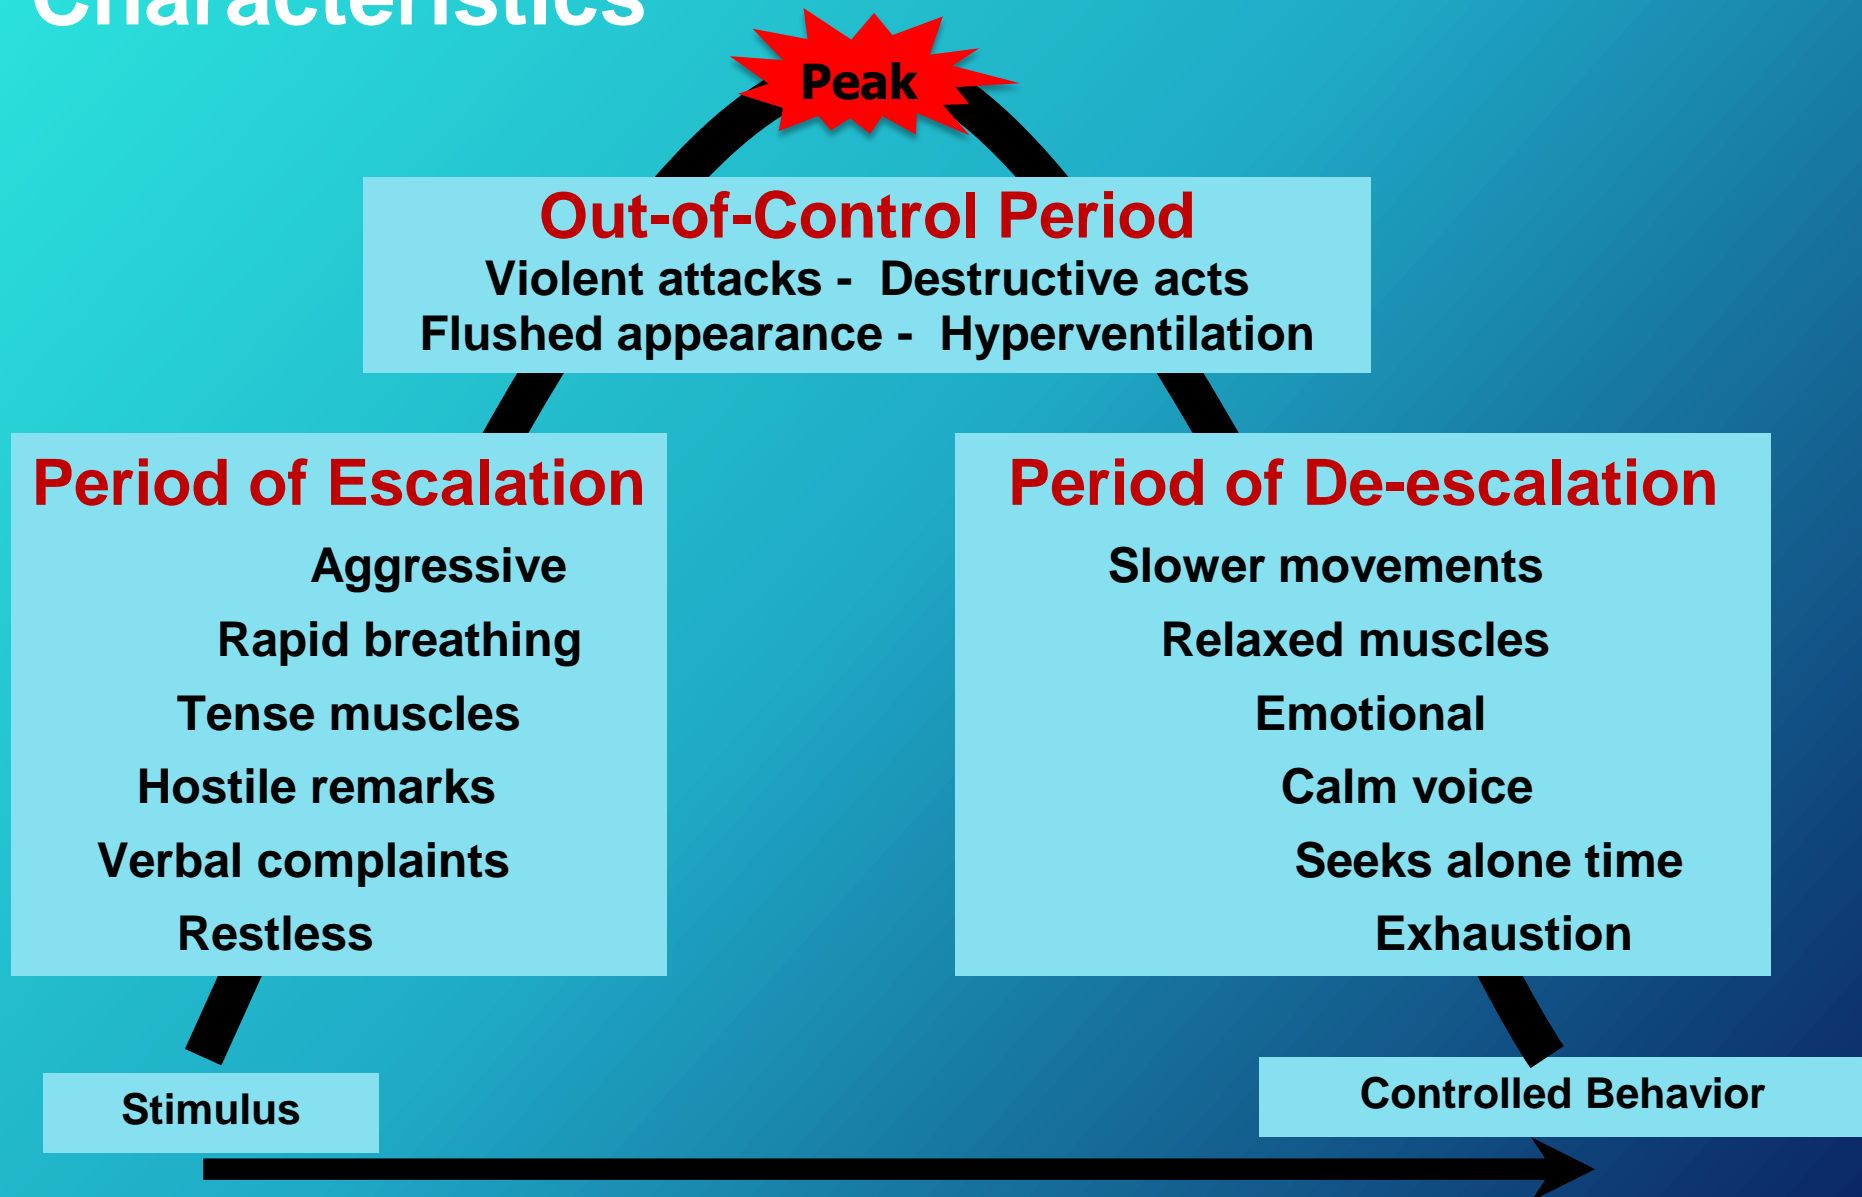 Characteristics
Peak
Out-of-Control Period
Violent attacks - Destructive acts
Flushed appearance - Hyperventilation
Period of Escalation
Aggressive
Rapid breathing
Tense muscles
Hostile remarks
Verbal complaints
Restless
Period of De-escalation
Slower movements
Relaxed muscles
Emotional
Calm voice
Seeks alone time
Exhaustion
Stimulus
Controlled Behavior